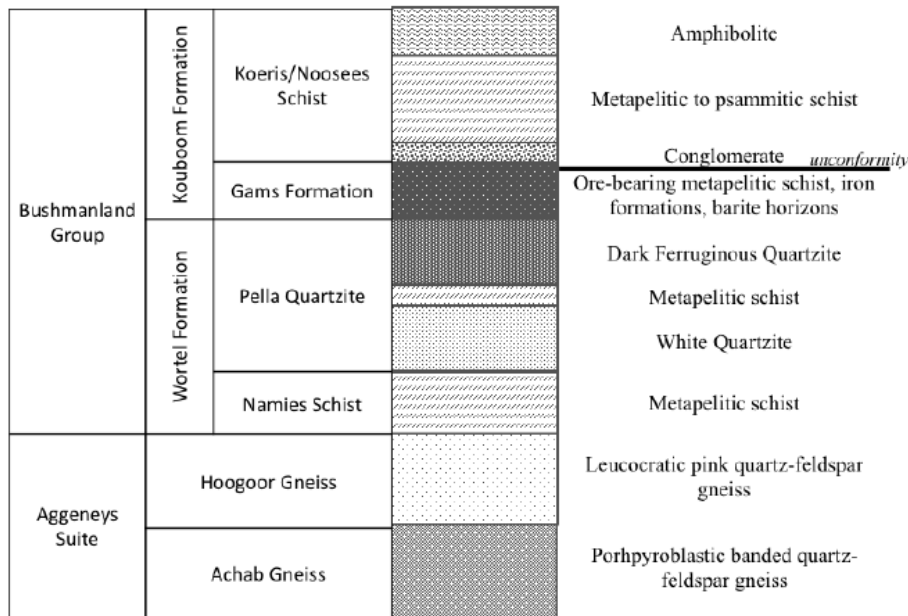 Bushmanland
Group
Kouboom Formation
Koeris/Noosees
Schist
Amphibolite
Metapelitic to psammitic schist
Conglomerate unconformity
Gams Formation
Ore-bearing metapelitic schist, iron
formations, barite horizons
Wortel Formation
Pella Quartzite
Dark Ferruginous Quartzite
Metapelitic schist
White Quartzite
Namies Schist
Metapelitic schist
Aggeneys
Suite
Hoogoor Gneiss
Leucocratic pink quartz-feldspar
gneiss
Achab Gneiss
Porhpyroblastic banded quartz-
feldspar gneiss